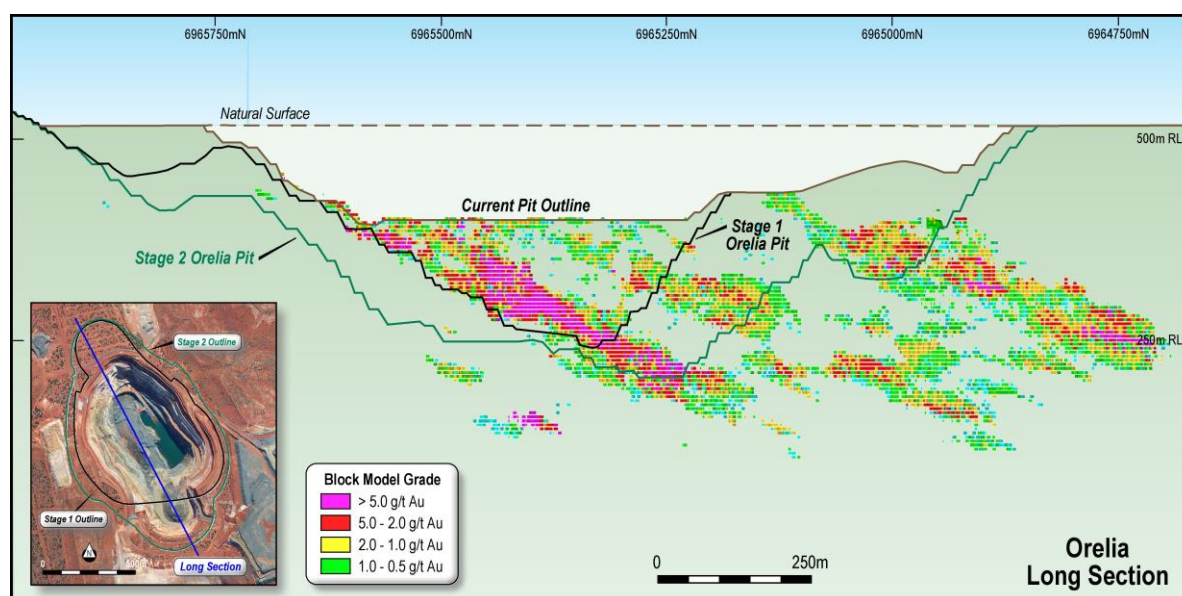 6965750mN 6965500mN 6965250mN 6965000mN 6964750mN
Natural Surface
500m RL
Current Pit Outline
Stage 1
Orelia Pit
Stage 2 Orelia Pit
250m RL
Stage 2 Outline
Stage 1 Outline
N
0 500m
Long Section
Block Model Grade
> 5.0 g/t Au
5.0 - 2.0 g/t Au
2.0 - 1.0 g/t Au
1.0 - 0.5 g/t Au
0 250m
Orelia
Long Section